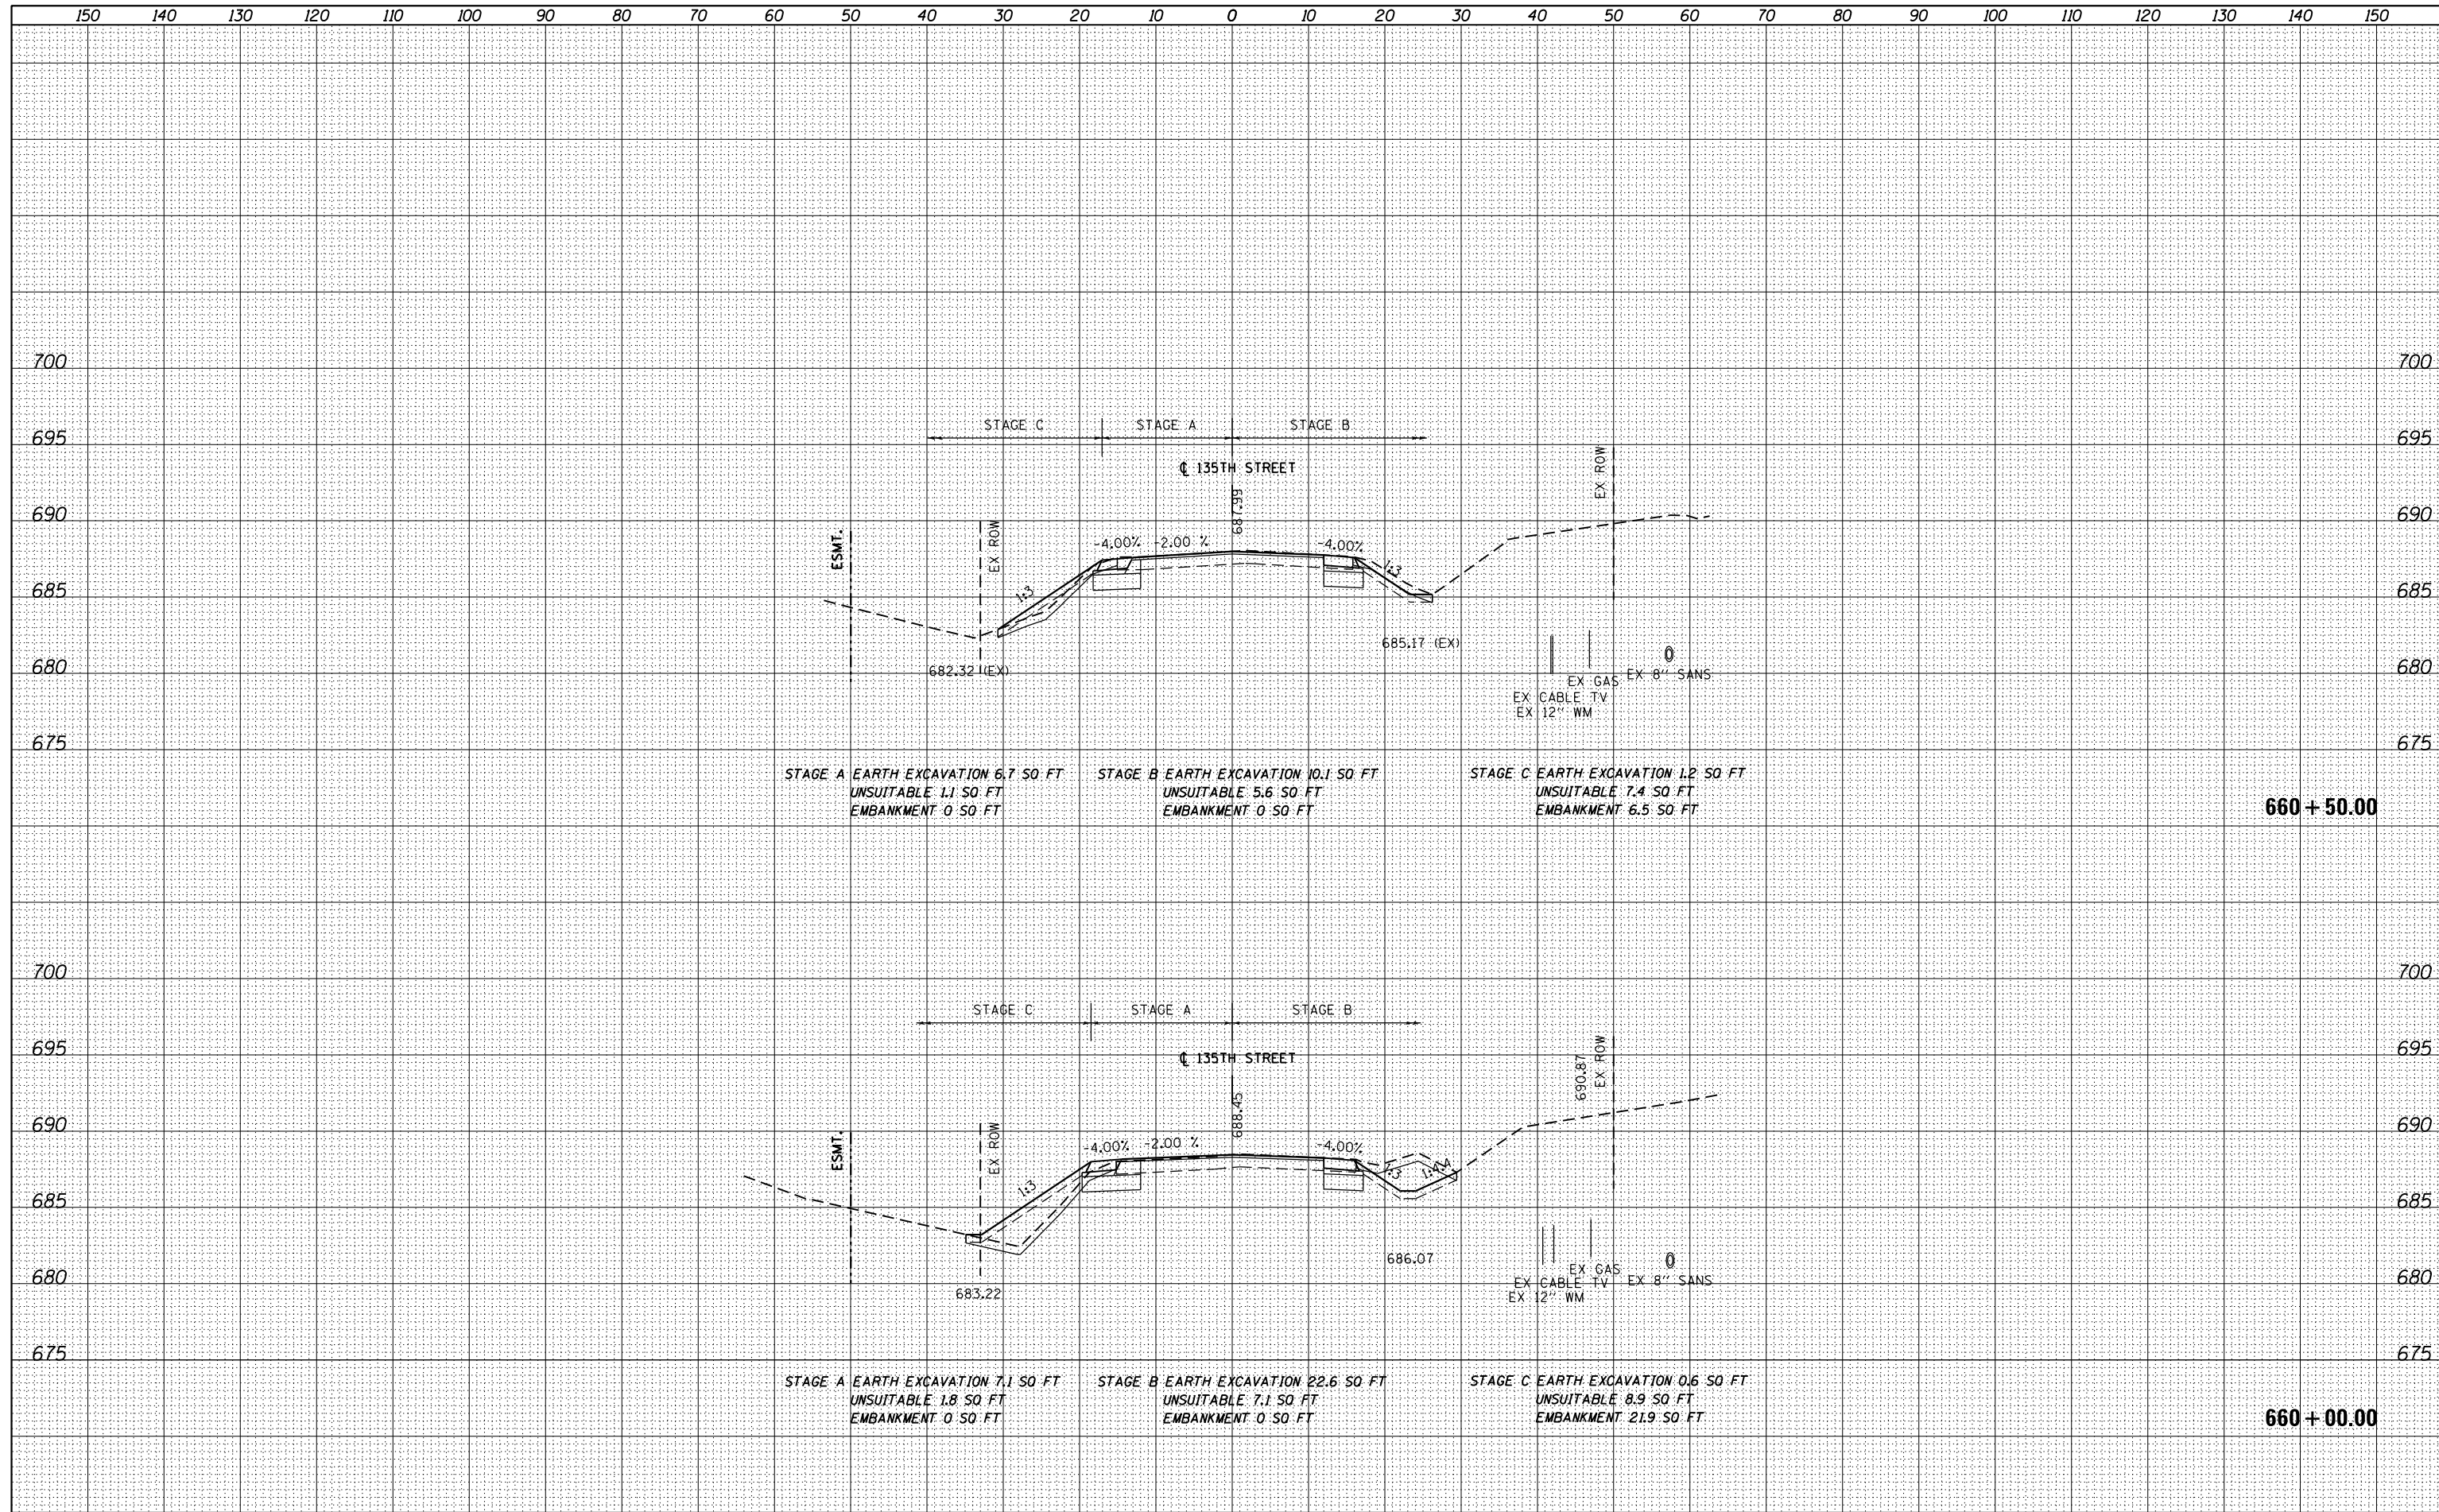 150 140 130 120 110 100 90 80 70 60 50 40 30 20 10 0 10 20 30 40 50 60 70 80 90 100 110 120 130 140 150
700 700
STAGE C STAGE A STAGE B
695 695
℄ 135TH STREET
EX ROW
687.99
690 690
ESMT.
EX ROW
-4.00% -2.00 % -4.00%
1:3
1:3
685 685
685.17 (EX)
682.32 (EX)
680 680
EX GAS EX 8'' SANS
EX CABLE TV
EX 12'' WM
675 675
STAGE A EARTH EXCAVATION 6.7 SQ FT
UNSUITABLE 1.1 SQ FT
EMBANKMENT 0 SQ FT
STAGE B EARTH EXCAVATION 10.1 SQ FT
UNSUITABLE 5.6 SQ FT
EMBANKMENT 0 SQ FT
STAGE C EARTH EXCAVATION 1.2 SQ FT
UNSUITABLE 7.4 SQ FT
EMBANKMENT 6.5 SQ FT
660+50.00
700 700
STAGE C STAGE A STAGE B
695 695
℄ 135TH STREET
690.87
EX ROW
688.45
690 690
ESMT.
EX ROW
-4.00% -2.00 % -4.00%
1:3
1:3
1:4.4
685 685
686.07
683.22
680 680
EX GAS
EX CABLE TV EX 8'' SANS
EX 12'' WM
675 675
STAGE A EARTH EXCAVATION 7.1 SQ FT
UNSUITABLE 1.8 SQ FT
EMBANKMENT 0 SQ FT
STAGE B EARTH EXCAVATION 22.6 SQ FT
UNSUITABLE 7.1 SQ FT
EMBANKMENT 0 SQ FT
STAGE C EARTH EXCAVATION 0.6 SQ FT
UNSUITABLE 8.9 SQ FT
EMBANKMENT 21.9 SQ FT
660+00.00